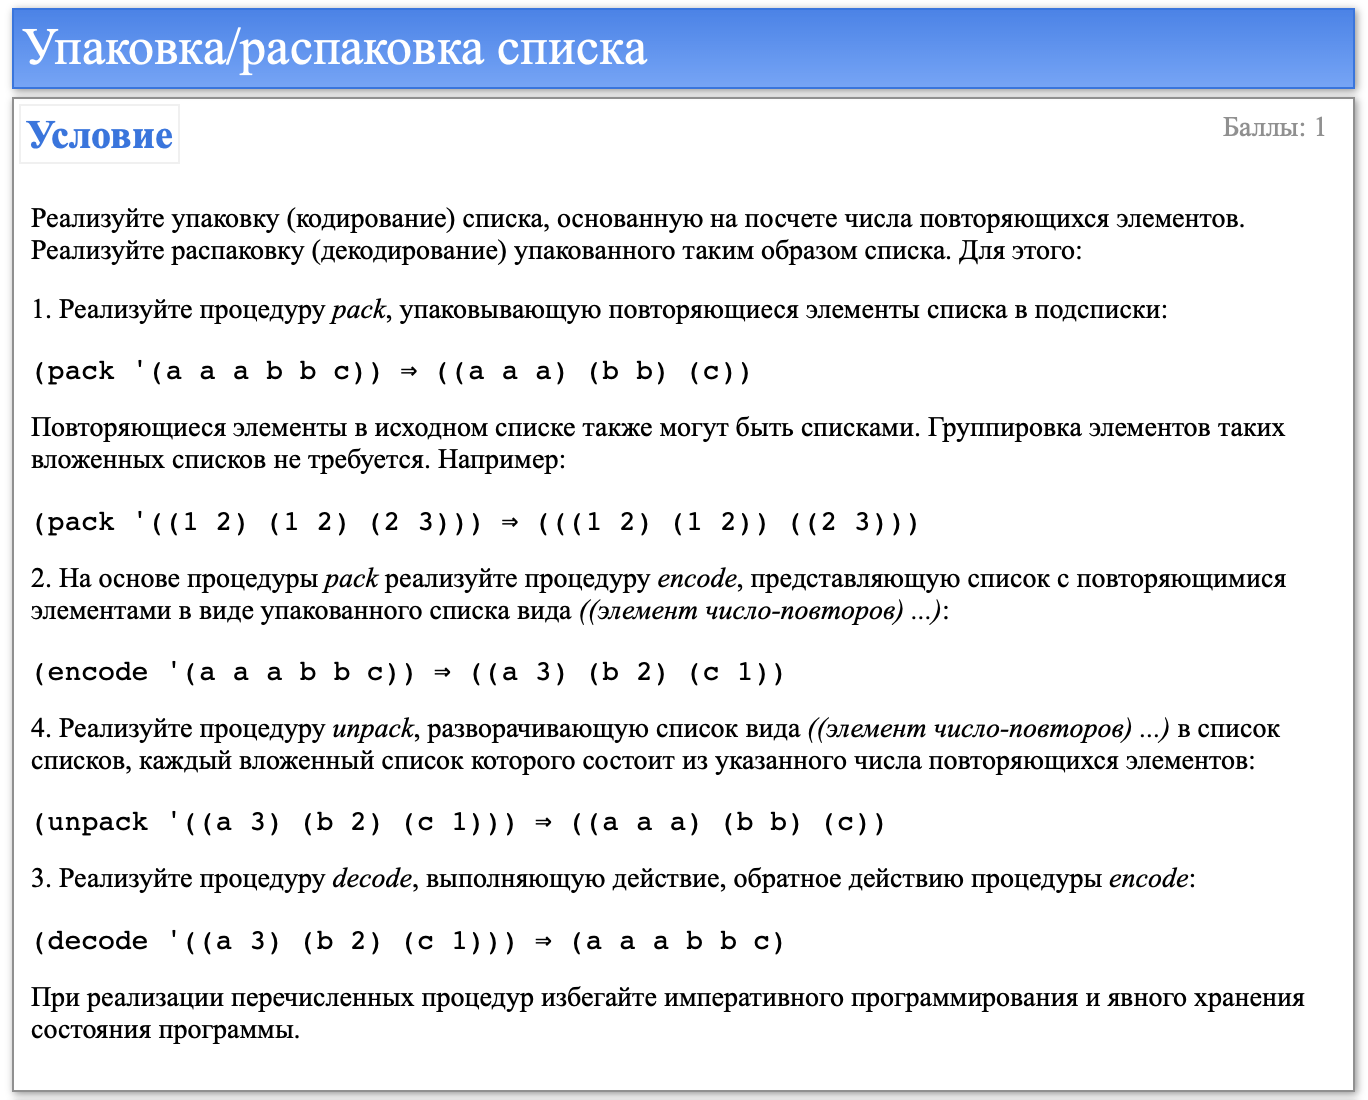 Упаковка/распаковка списка
Условие
Баллы: 1
Реализуйте упаковку (кодирование) списка, основанную на посчете числа повторяющихся элементов.
Реализуйте распаковку (декодирование) упакованного таким образом списка. Для этого:
1. Реализуйте процедуру pack, упаковывающую повторяющиеся элементы списка в подсписки:
(pack '(a a a b b c)) ⇒ ((a a a) (b b) (c))
Повторяющиеся элементы в исходном списке также могут быть списками. Группировка элементов таких
вложенных списков не требуется. Например:
(pack '((1 2) (1 2) (2 3))) ⇒ (((1 2) (1 2)) ((2 3)))
2. На основе процедуры pack реализуйте процедуру encode, представляющую список с повторяющимися
элементами в виде упакованного списка вида ((элемент число-повторов) ...):
(encode '(a a a b b c)) ⇒ ((a 3) (b 2) (c 1))
4. Реализуйте процедуру unpack, разворачивающую список вида ((элемент число-повторов) ...) в список
списков, каждый вложенный список которого состоит из указанного числа повторяющихся элементов:
(unpack '((a 3) (b 2) (c 1))) ⇒ ((a a a) (b b) (c))
3. Реализуйте процедуру decode, выполняющую действие, обратное действию процедуры encode:
(decode '((a 3) (b 2) (c 1))) ⇒ (a a a b b c)
При реализации перечисленных процедур избегайте императивного программирования и явного хранения
состояния программы.